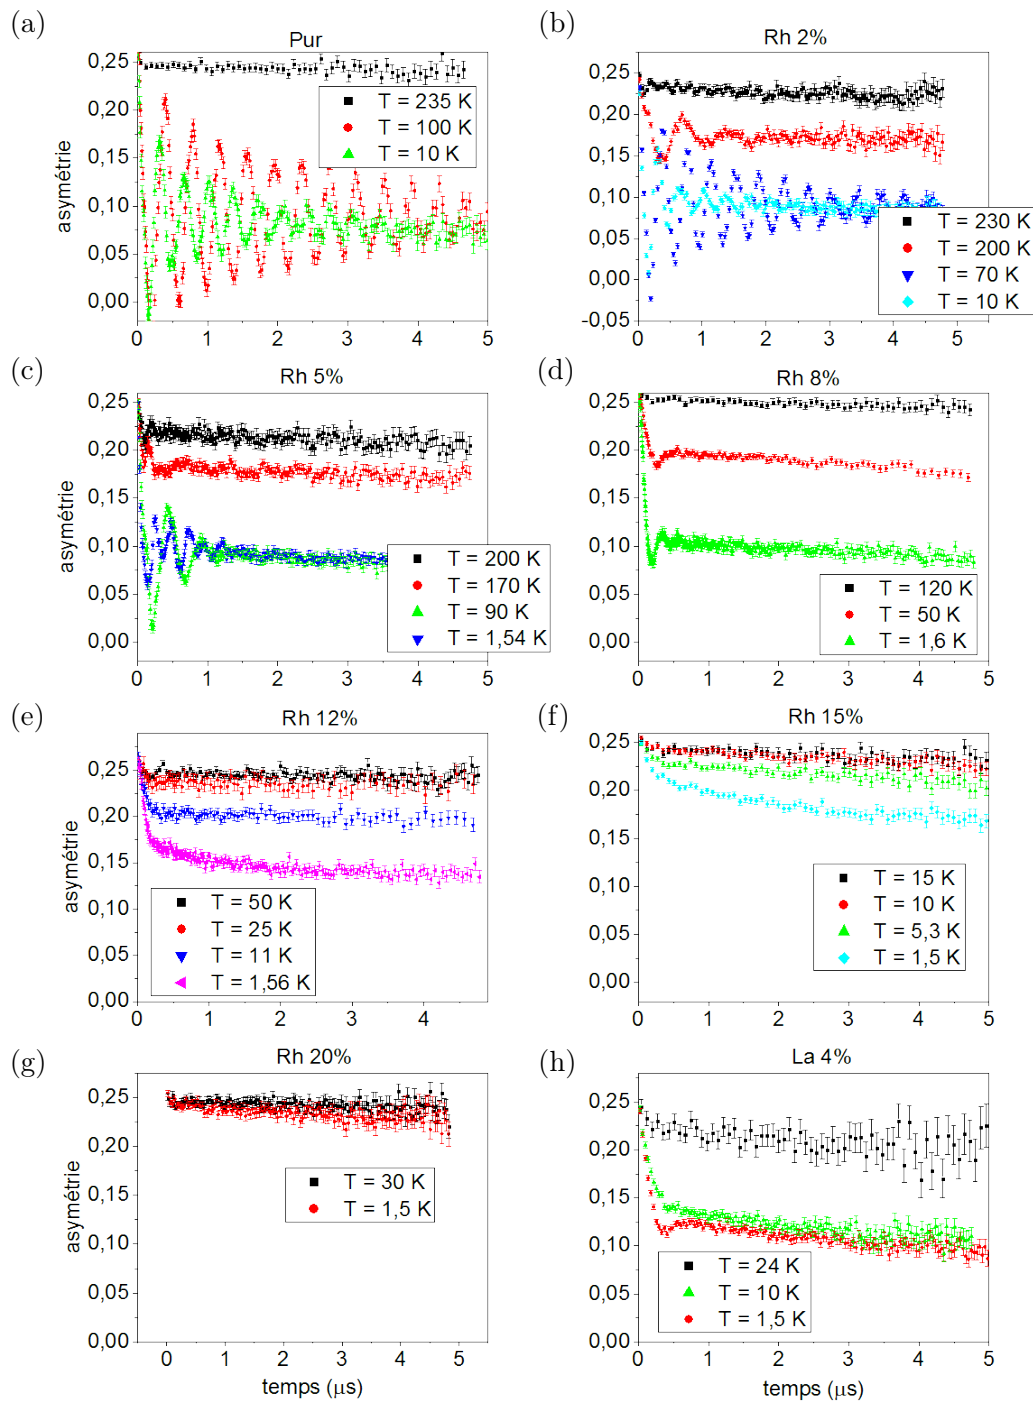 (a)
Pur
0,25
0,20
0,15
0,10
0,05
0,00
asymétrie
T = 235 K
T = 100 K
T = 10 K
0 1 2 3 4 5
(b)
Rh 2%
0,25
0,20
0,15
0,10
0,05
0,00
-0,05
T = 230 K
T = 200 K
T = 70 K
T = 10 K
0 1 2 3 4 5
(c)
Rh 5%
0,25
0,20
0,15
0,10
0,05
0,00
asymétrie
T = 200 K
T = 170 K
T = 90 K
T = 1,54 K
0 1 2 3 4 5
(d)
Rh 8%
0,25
0,20
0,15
0,10
0,05
0,00
T = 120 K
T = 50 K
T = 1,6 K
0 1 2 3 4 5
(e)
Rh 12%
0,25
0,20
0,15
0,10
0,05
0,00
asymétrie
T = 50 K
T = 25 K
T = 11 K
T = 1,56 K
0 1 2 3 4
(f)
Rh 15%
0,25
0,20
0,15
0,10
0,05
0,00
T = 15 K
T = 10 K
T = 5,3 K
T = 1,5 K
0 1 2 3 4 5
(g)
Rh 20%
0,25
0,20
0,15
0,10
0,05
0,00
asymétrie
T = 30 K
T = 1,5 K
0 1 2 3 4 5
temps (μs)
(h)
La 4%
0,25
0,20
0,15
0,10
0,05
0,00
T = 24 K
T = 10 K
T = 1,5 K
0 1 2 3 4 5
temps (μs)